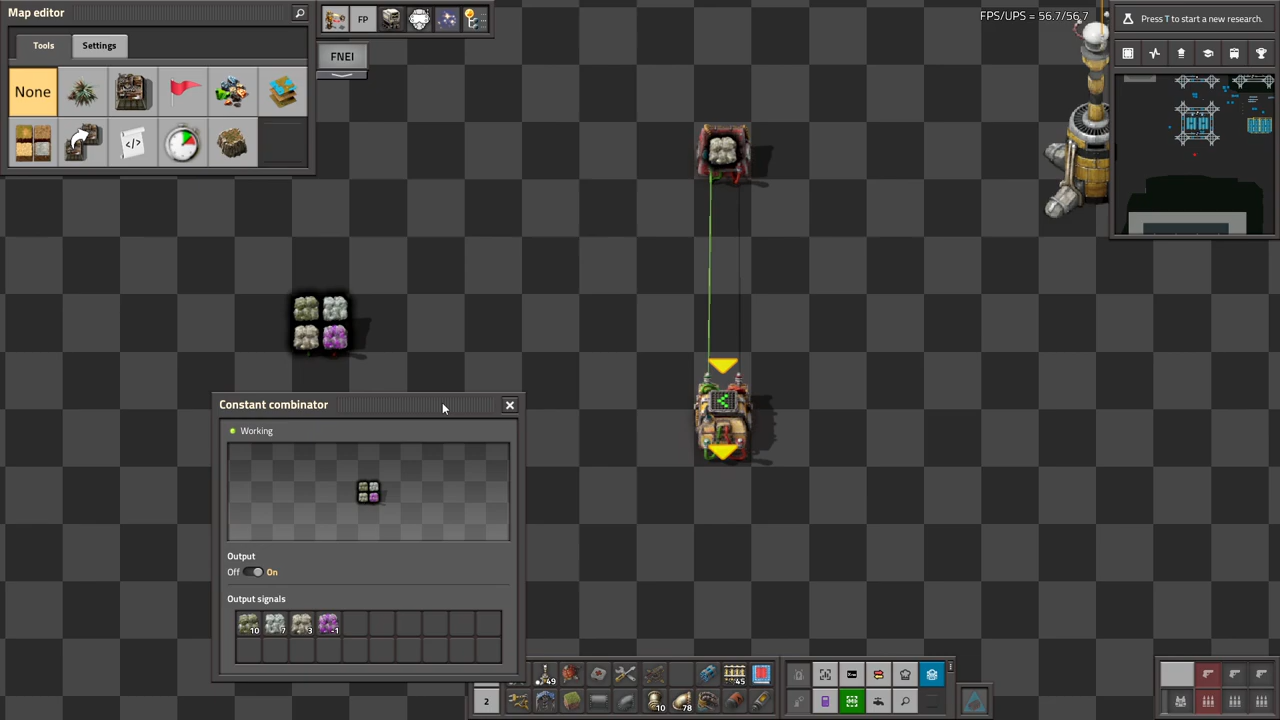 Map editor
FP
FPS/UPS = 56.7/56.7
Press T to start a new research.
Tools
Settings
FNEI
None
</>
Constant combinator
Working
Output
Off
On
Output signals
10
7
3
-1
49
45
2
10
78